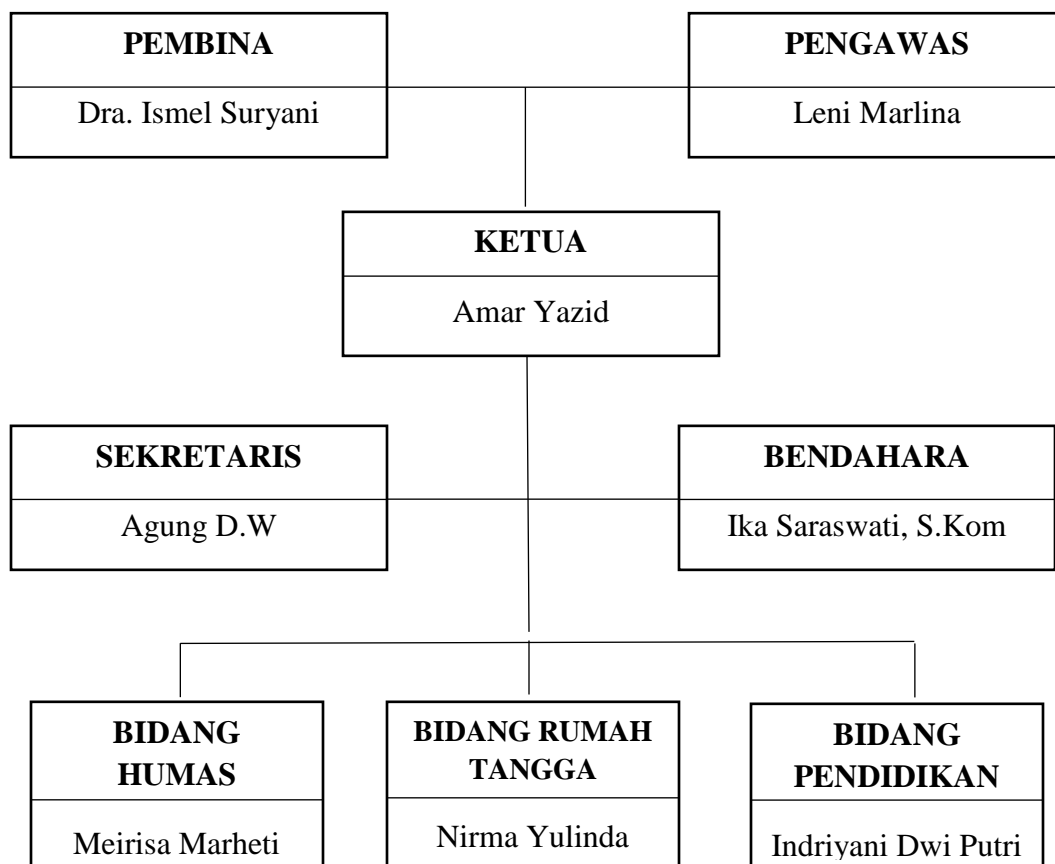 PEMBINA
Dra. Ismel Suryani
PENGAWAS
Leni Marlina
KETUA
Amar Yazid
SEKRETARIS
Agung D.W
BENDAHARA
Ika Saraswati, S.Kom
BIDANG
HUMAS
Meirisa Marheti
BIDANG RUMAH
TANGGA
Nirma Yulinda
BIDANG
PENDIDIKAN
Indriyani Dwi Putri